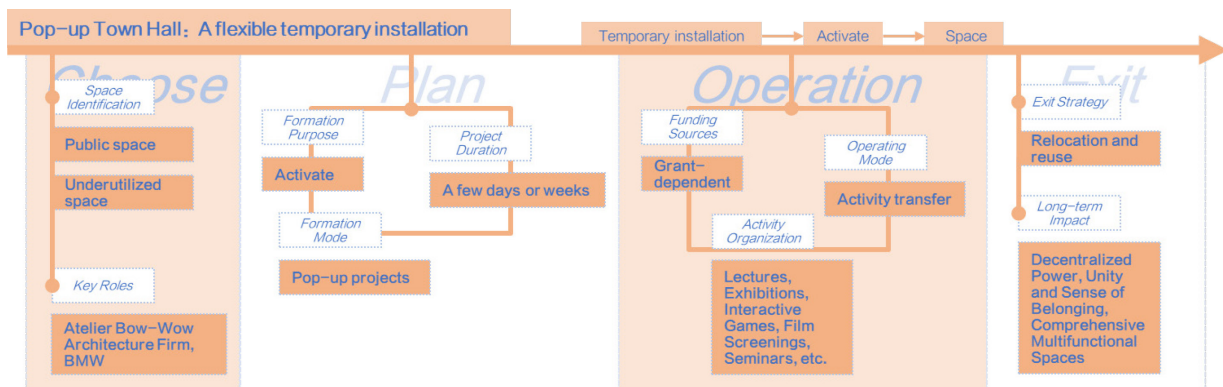 Pop-up Town Hall：A flexible temporary installation
Temporary installation
Activate
Space
Choose
Space
Identification
Public space
Underutilized
space
Key Roles
Atelier Bow-Wow
Architecture Firm,
BMW
Plan
Formation
Purpose
Activate
Project
Duration
A few days or weeks
Formation
Mode
Pop-up projects
Operation
Funding
Sources
Grant-
dependent
Operating
Mode
Activity transfer
Activity
Organization
Lectures,
Exhibitions,
Interactive
Games, Film
Screenings,
Seminars, etc.
Exit
Exit Strategy
Relocation and
reuse
Long-term
Impact
Decentralized
Power, Unity
and Sense of
Belonging,
Comprehensive
Multifunctional
Spaces